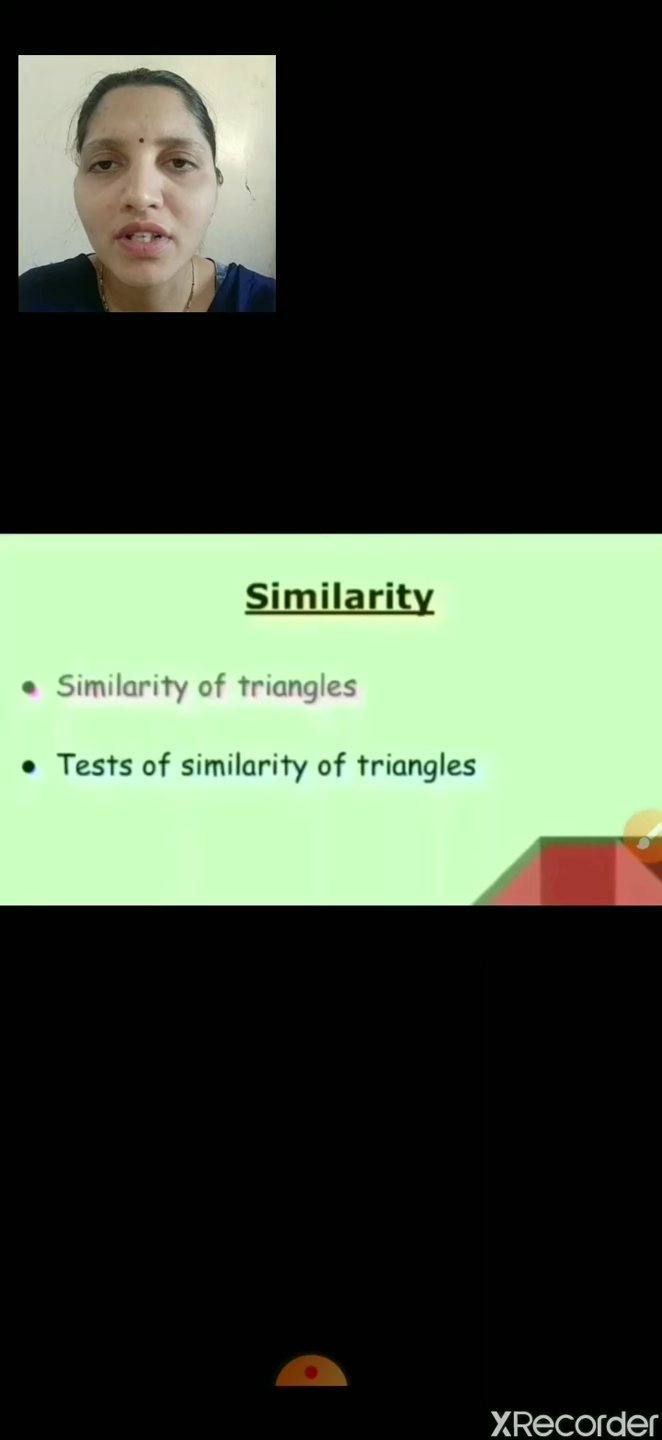 Similarity
• Similarity of triangles
• Tests of similarity of triangles
XRecorder